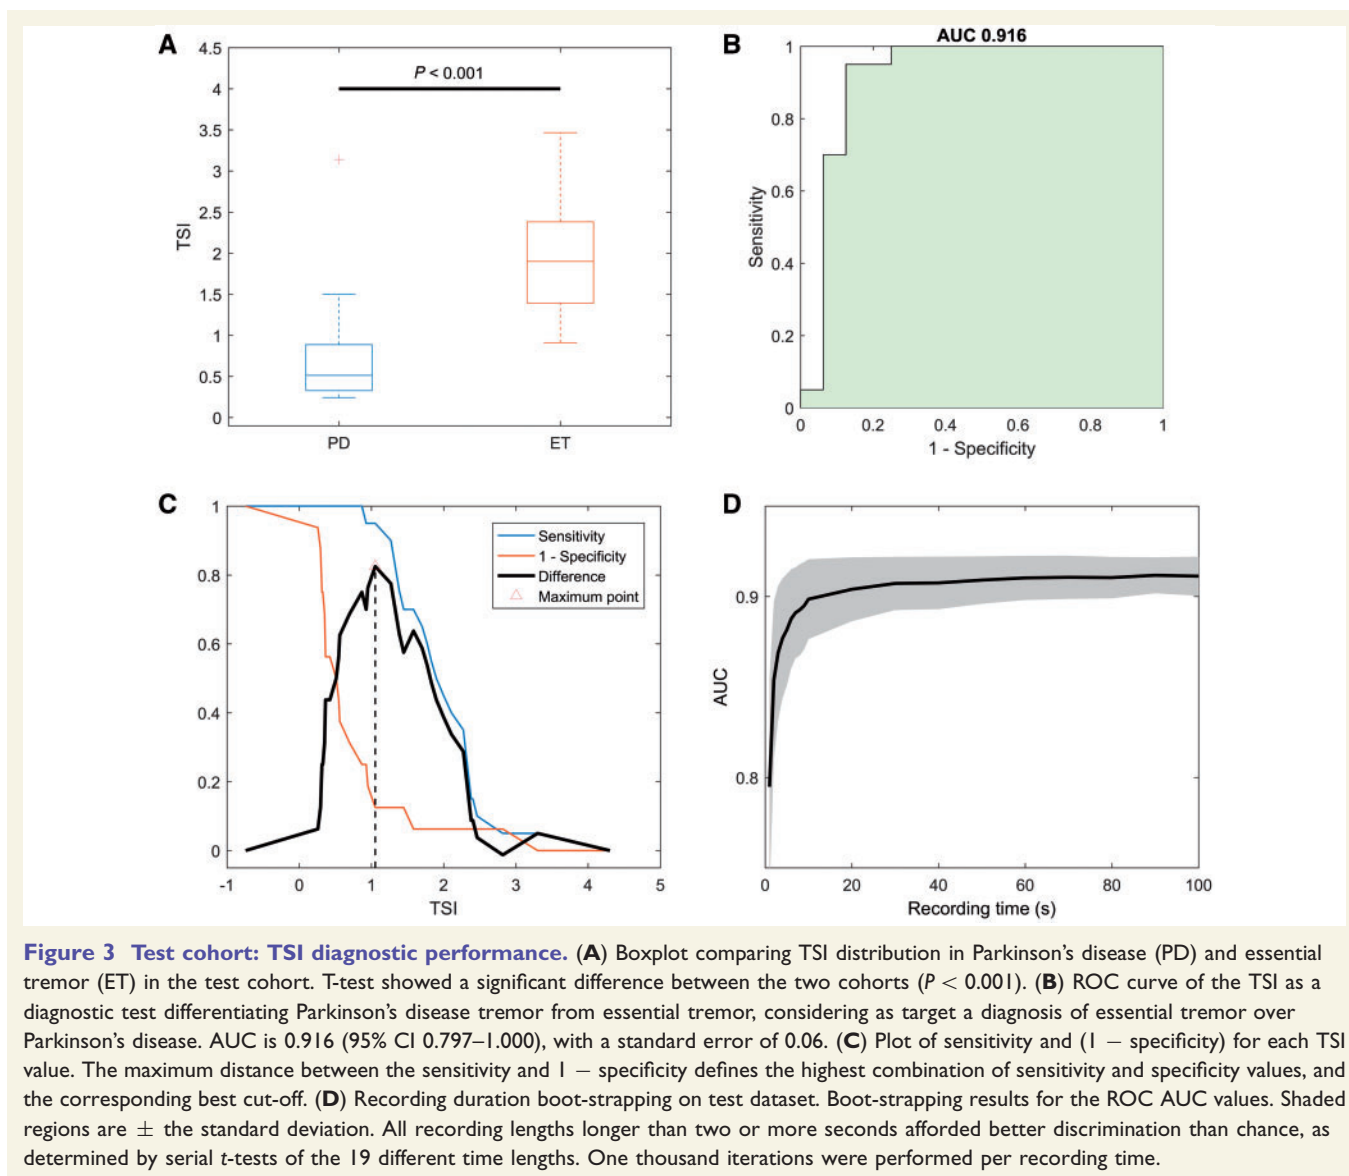 A
4.5
4
3.5
3
2.5
2
1.5
1
0.5
0
TSI
P < 0.001
PD
ET
B
AUC 0.916
1
0.8
0.6
0.4
0.2
0
Sensitivity
0
0.2
0.4
0.6
0.8
1
1 - Specificity
C
1
0.8
0.6
0.4
0.2
0
-1
0
1
2
3
4
5
TSI
Sensitivity
1 - Specificity
Difference
Maximum point
D
0.9
0.8
AUC
0
20
40
60
80
100
Recording time (s)
Figure 3 Test cohort: TSI diagnostic performance. (A) Boxplot comparing TSI distribution in Parkinson's disease (PD) and essential
tremor (ET) in the test cohort. T-test showed a significant difference between the two cohorts (P < 0.001). (B) ROC curve of the TSI as a
diagnostic test differentiating Parkinson's disease tremor from essential tremor, considering as target a diagnosis of essential tremor over
Parkinson's disease. AUC is 0.916 (95% CI 0.797–1.000), with a standard error of 0.06. (C) Plot of sensitivity and (1 − specificity) for each TSI
value. The maximum distance between the sensitivity and 1 − specificity defines the highest combination of sensitivity and specificity values, and
the corresponding best cut-off. (D) Recording duration boot-strapping on test dataset. Boot-strapping results for the ROC AUC values. Shaded
regions are ± the standard deviation. All recording lengths longer than two or more seconds afforded better discrimination than chance, as
determined by serial t-tests of the 19 different time lengths. One thousand iterations were performed per recording time.